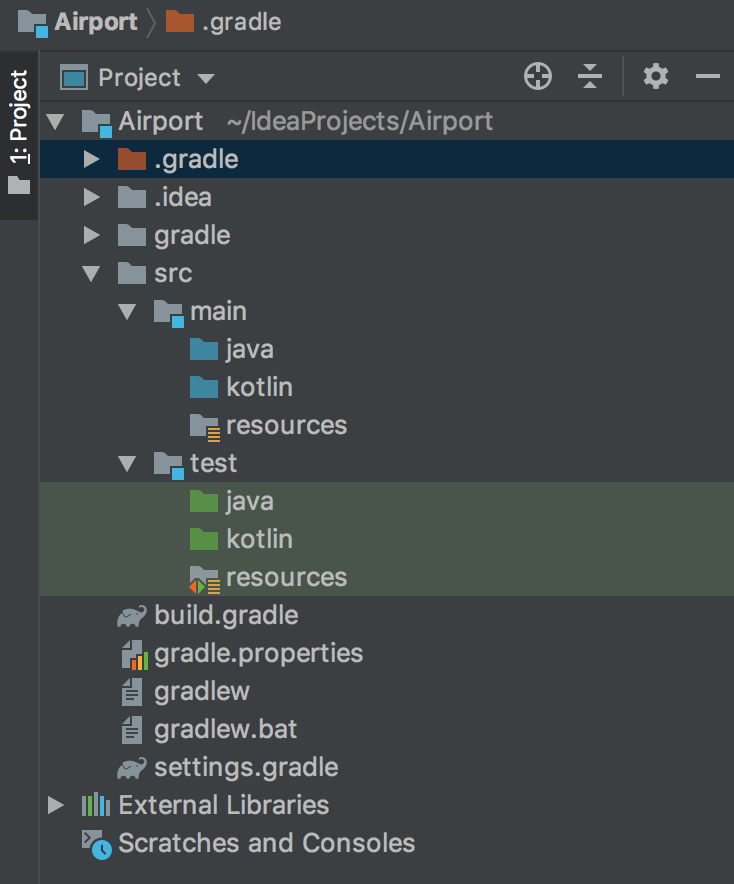 Airport .gradle
1: Project
Project
Airport ~/IdeaProjects/Airport
.gradle
.idea
gradle
src
main
java
kotlin
resources
test
java
kotlin
resources
build.gradle
gradle.properties
gradlew
gradlew.bat
settings.gradle
External Libraries
Scratches and Consoles